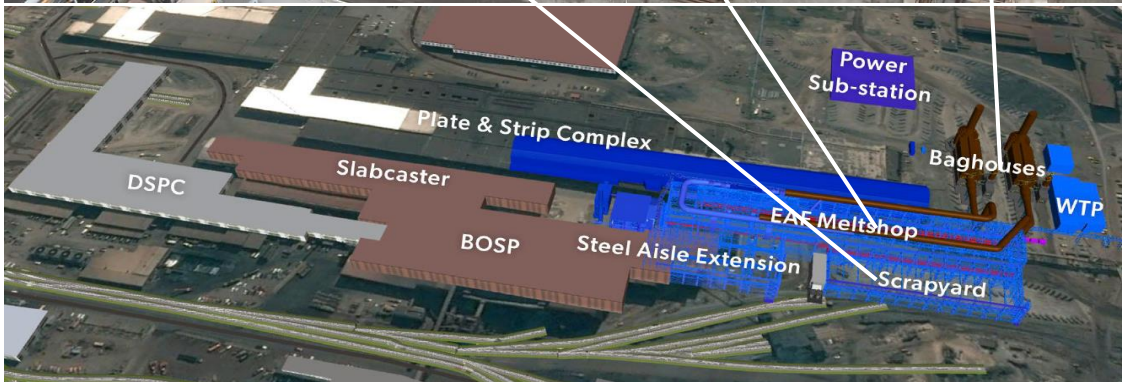 Power
Sub-station
Plate & Strip Complex
Baghouses
Slabcaster
DSPC
WTP
EAF Meltshop
BOSP
Steel Aisle Extension
Scrapyard